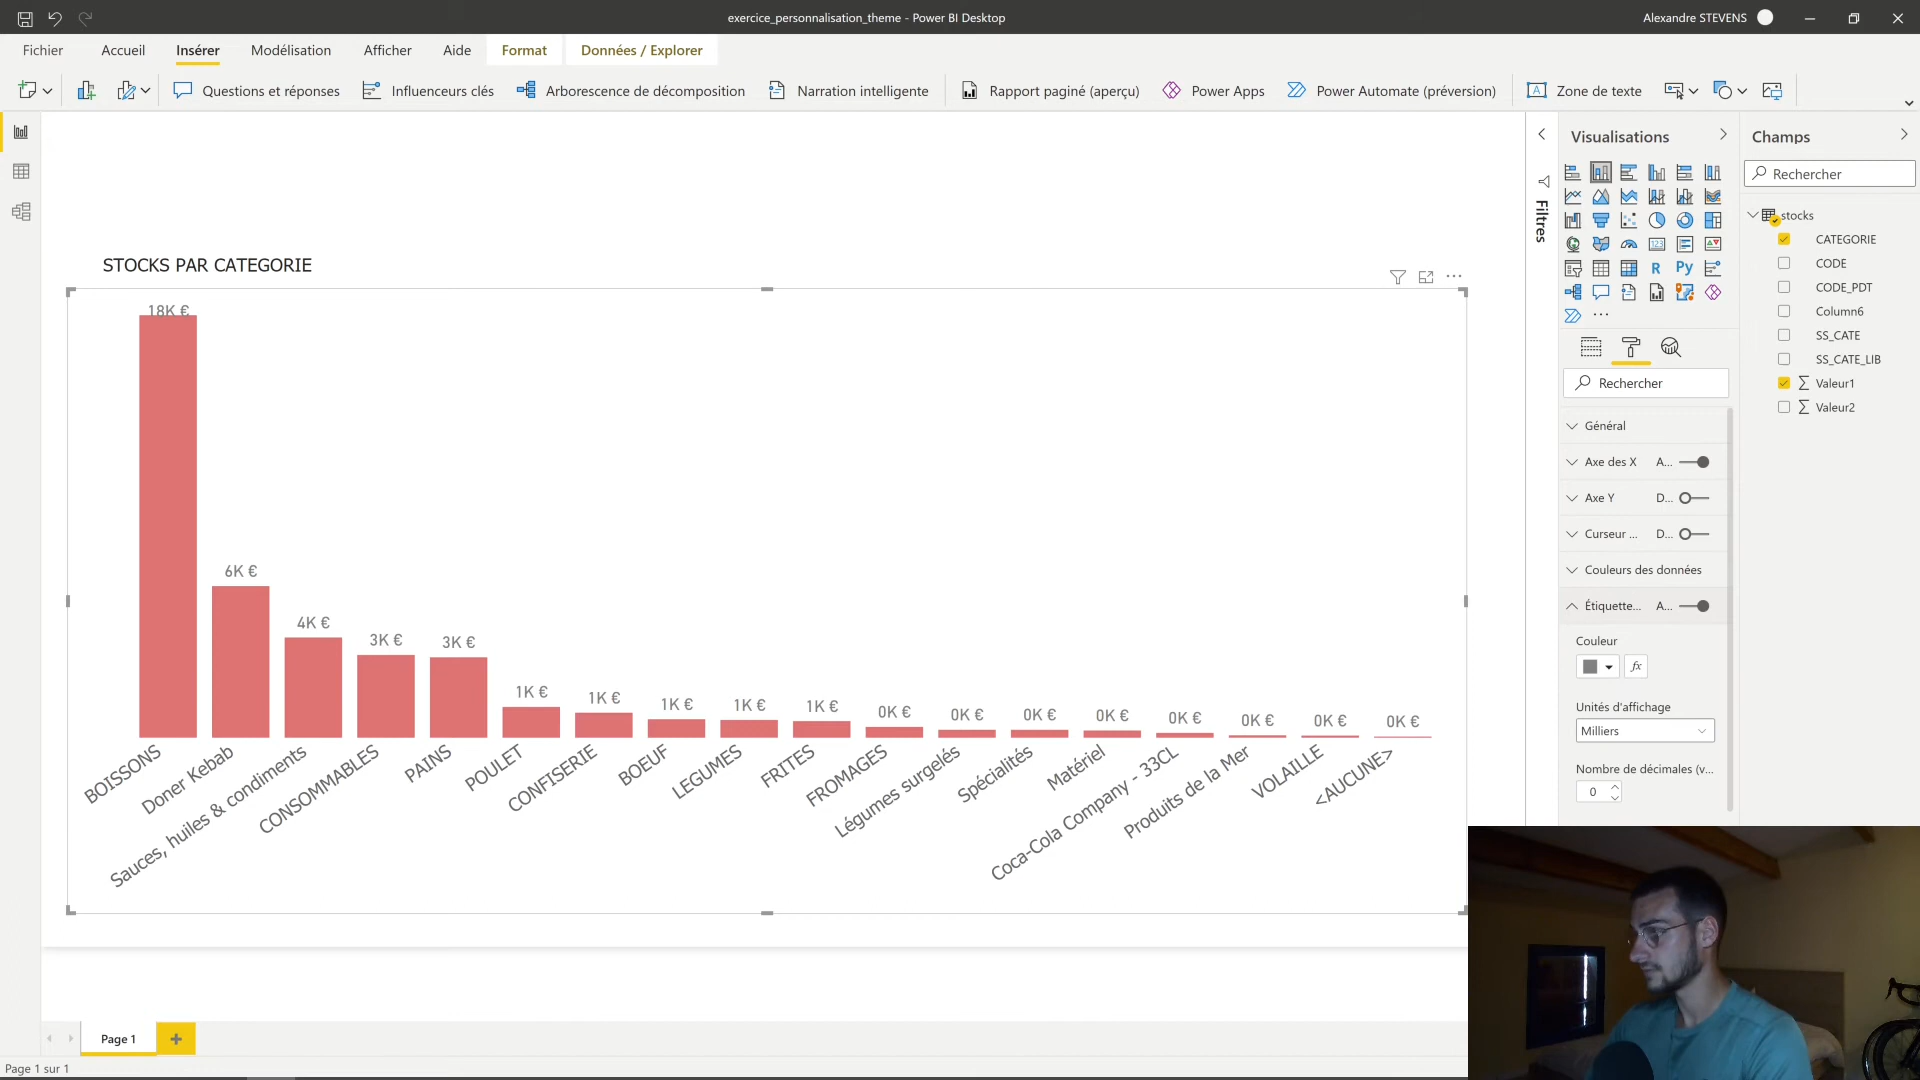 exercice_personnalisation_theme - Power BI Desktop
Alexandre STEVENS
Fichier
Accueil
Insérer
Modélisation
Afficher
Aide
Format
Données / Explorer
Questions et réponses
Influenceurs clés
Arborescence de décomposition
Narration intelligente
Rapport paginé (aperçu)
Power Apps
Power Automate (préversion)
Zone de texte
STOCKS PAR CATEGORIE
18K €
6K €
4K €
3K €
3K €
1K €
1K €
1K €
1K €
1K €
0K €
0K €
0K €
0K €
0K €
0K €
0K €
0K €
BOISSONS
Doner Kebab
Sauces, huiles & condiments
CONSOMMABLES
PAINS
POULET
CONFISERIE
BOEUF
LEGUMES
FRITES
FROMAGES
Légumes surgelés
Spécialités
Matériel
Coca-Cola Company - 33CL
Produits de la Mer
VOLAILLE
<AUCUNE>
Filtres
Visualisations
123
R
Py
Rechercher
Général
Axe des X A...
Axe Y D...
Curseur ... D...
Couleurs des données
Étiquette... A...
Couleur
fx
Unités d'affichage
Milliers
Nombre de décimales (v...
0
Champs
Rechercher
stocks
CATEGORIE
CODE
CODE_PDT
Column6
SS_CATE
SS_CATE_LIB
Valeur1
Valeur2
Page 1
Page 1 sur 1